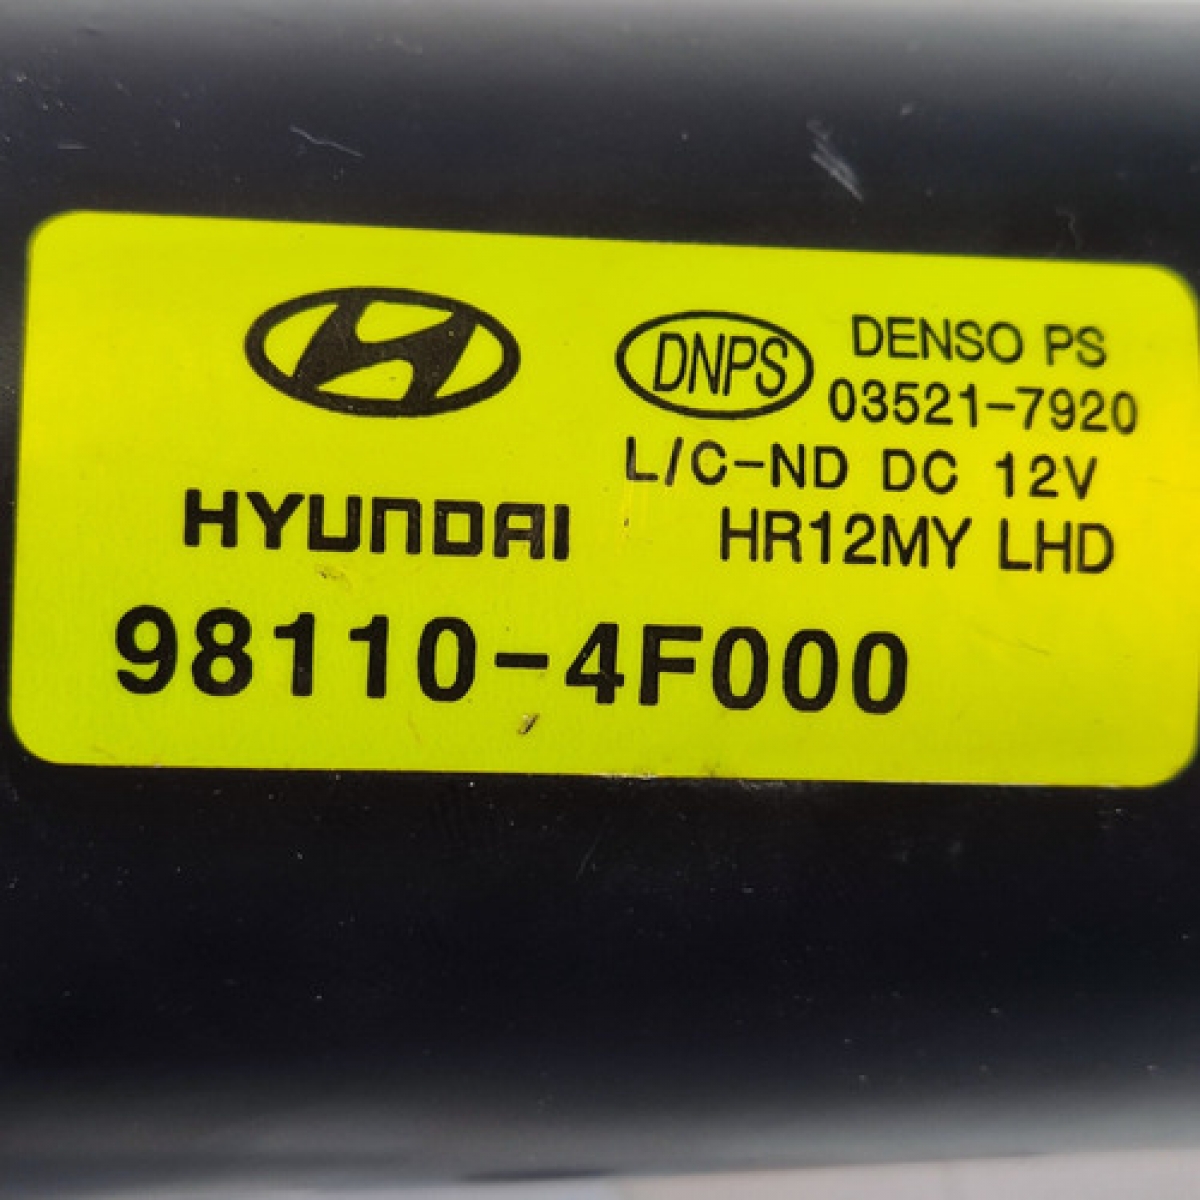 DNPS DENSO PS
03521-7920
L/C-ND DC 12V
HYUNDAI HR12MY LHD
98110-4F000